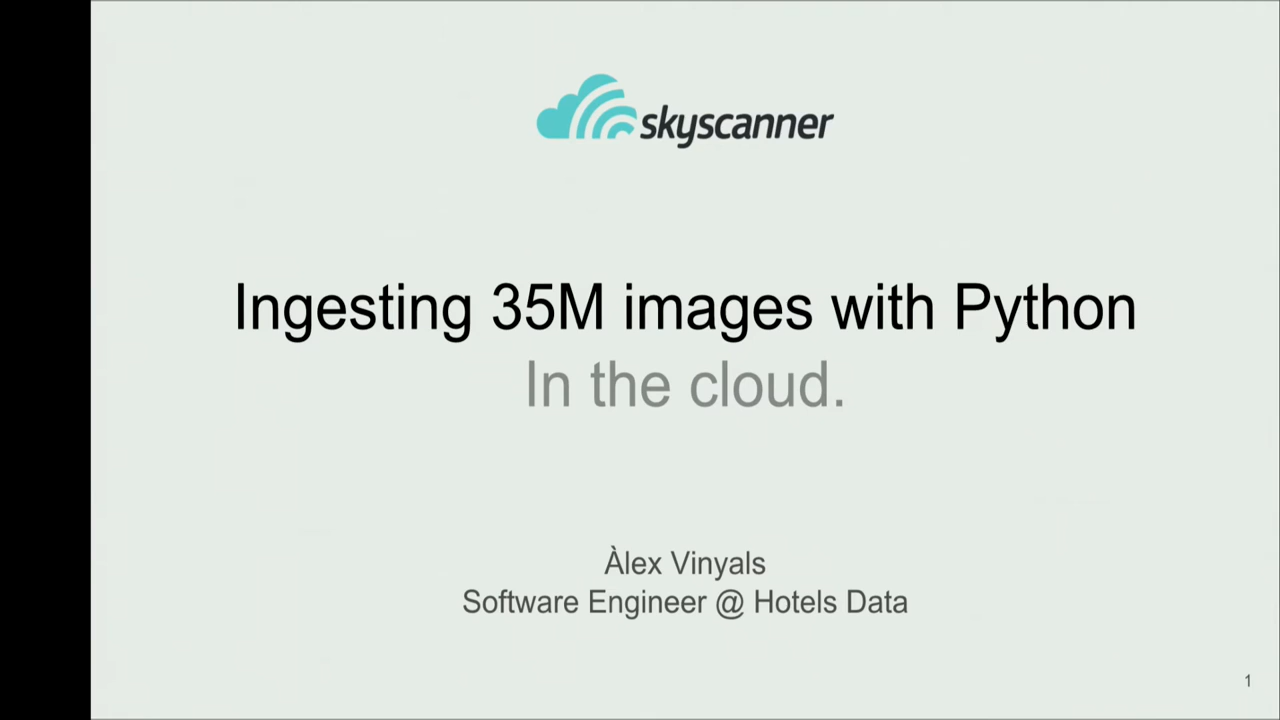 skyscanner
Ingesting 35M images with Python
In the cloud.
Àlex Vinyals
Software Engineer @ Hotels Data
1